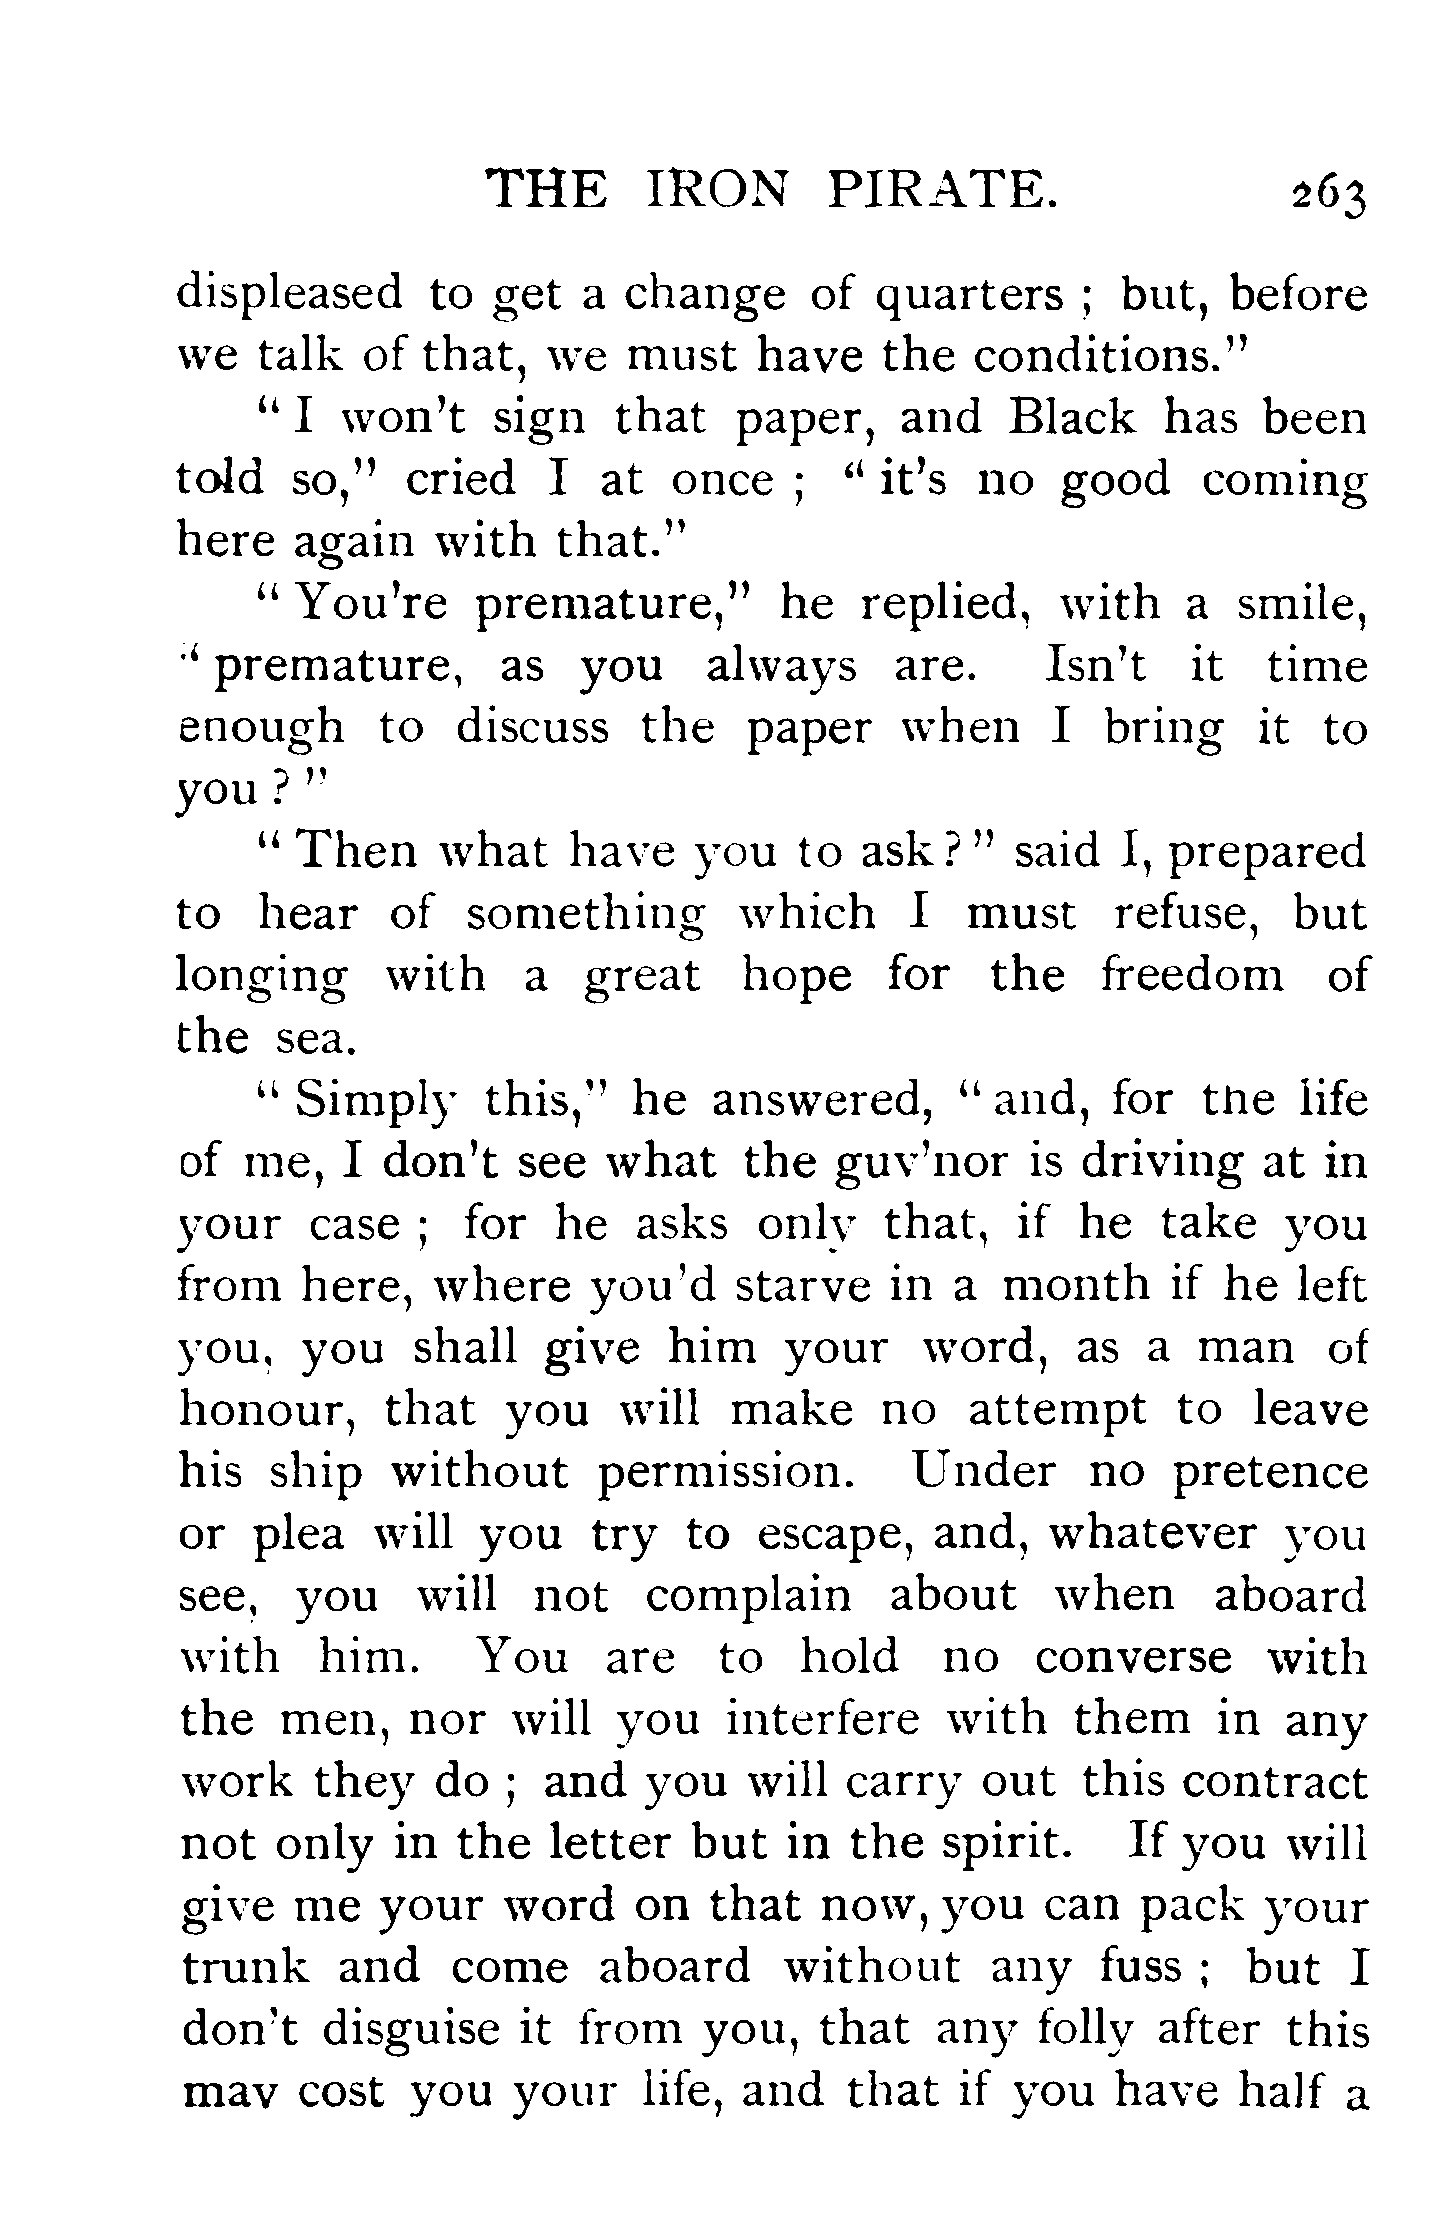 THE IRON PIRATE. 263
displeased to get a change of quarters ; but, before
we talk of that, we must have the conditions."
" I won't sign that paper, and Black has been
told so," cried I at once ; " it's no good coming
here again with that."
" You're premature," he replied, with a smile,
" premature, as you always are. Isn't it time
enough to discuss the paper when I bring it to
you ? "
" Then what have you to ask ? " said I, prepared
to hear of something which I must refuse, but
longing with a great hope for the freedom of
the sea.
" Simply this," he answered, " and, for the life
of me, I don't see what the guv'nor is driving at in
your case ; for he asks only that, if he take you
from here, where you'd starve in a month if he left
you, you shall give him your word, as a man of
honour, that you will make no attempt to leave
his ship without permission. Under no pretence
or plea will you try to escape, and, whatever you
see, you will not complain about when aboard
with him. You are to hold no converse with
the men, nor will you interfere with them in any
work they do ; and you will carry out this contract
not only in the letter but in the spirit. If you will
give me your word on that now, you can pack your
trunk and come aboard without any fuss ; but I
don't disguise it from you, that any folly after this
may cost you your life, and that if you have half a